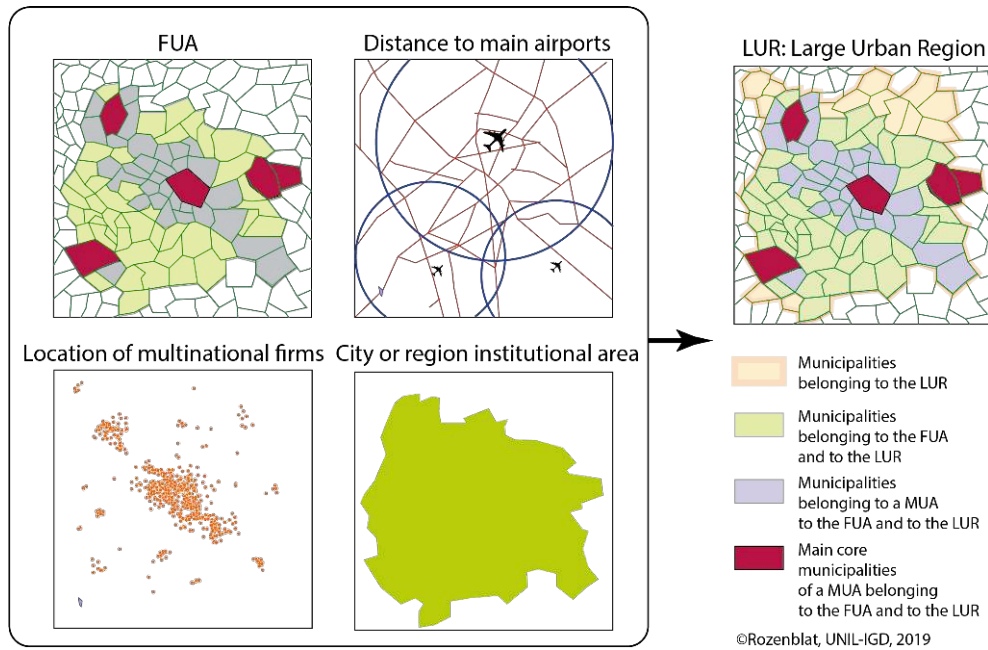 FUA
Distance to main airports
Location of multinational firms
City or region institutional area
LUR: Large Urban Region
Municipalities
belonging to the LUR
Municipalities
belonging to the FUA
and to the LUR
Municipalities
belonging to a MUA
to the FUA and to the LUR
Main core
municipalities
of a MUA belonging
to the FUA and to the LUR
©Rozenblat, UNIL-IGD, 2019